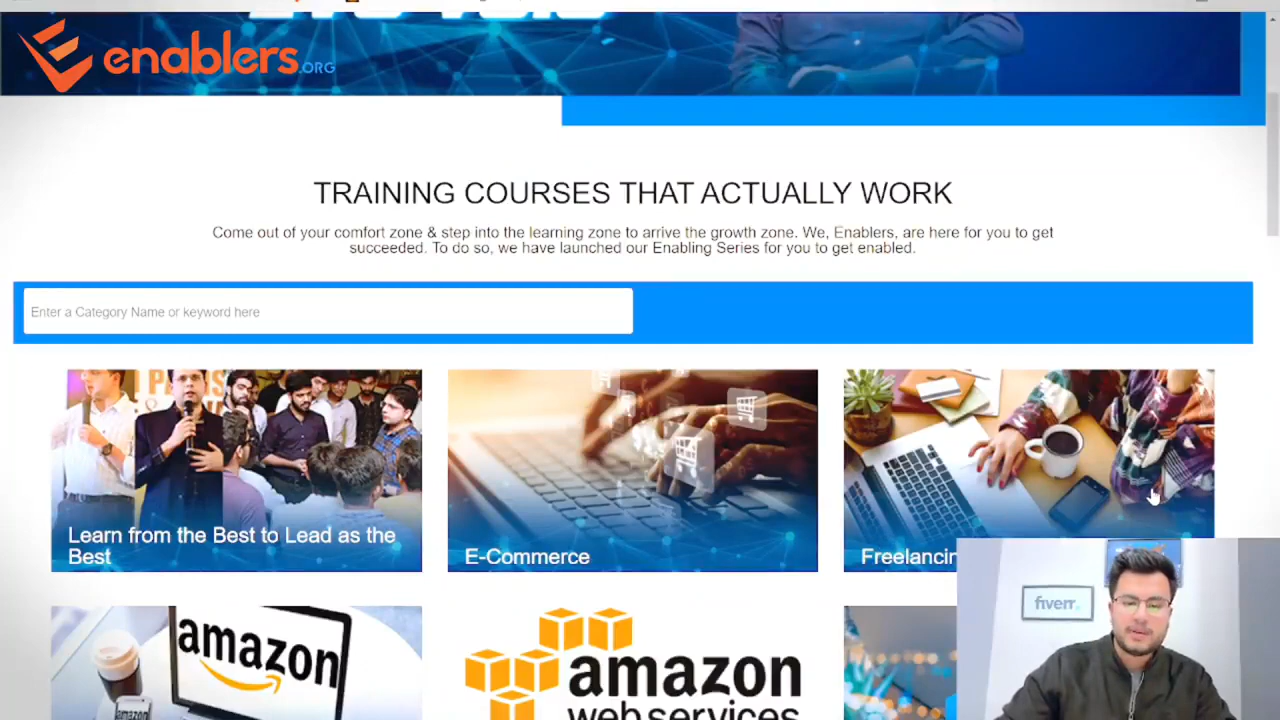 enablers.ORG
TRAINING COURSES THAT ACTUALLY WORK
Come out of your comfort zone & step into the learning zone to arrive the growth zone. We, Enablers, are here for you to get
succeeded. To do so, we have launched our Enabling Series for you to get enabled.
Enter a Category Name or keyword here
Learn from the Best to Lead as the
Best
E-Commerce
Freelancin
fiverr.
amazon
amazon
amazon
web services